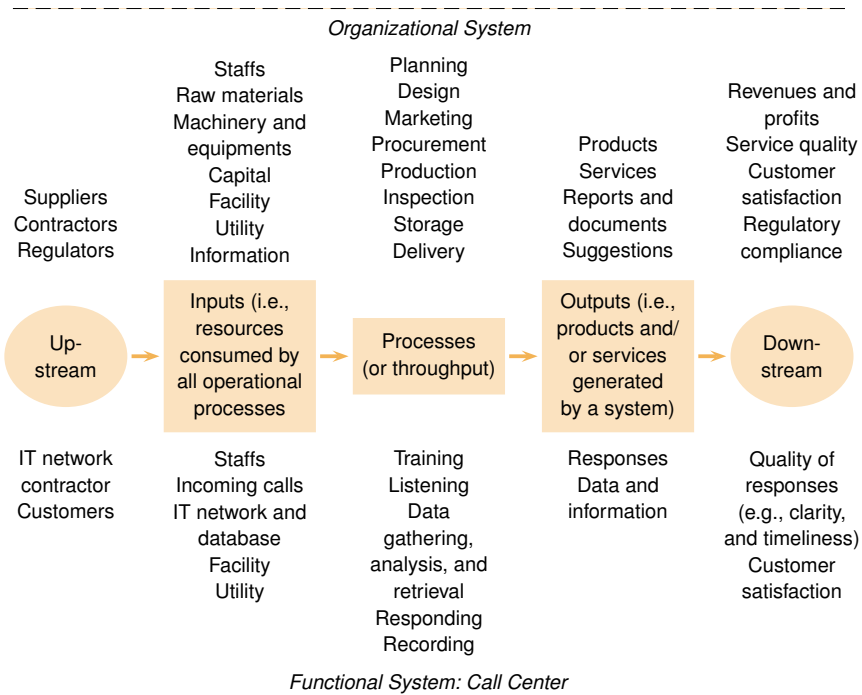 Organizational System
Suppliers
Contractors
Regulators
Staffs
Raw materials
Machinery and
equipments
Capital
Facility
Utility
Information
Planning
Design
Marketing
Procurement
Production
Inspection
Storage
Delivery
Products
Services
Reports and
documents
Suggestions
Revenues and
profits
Service quality
Customer
satisfaction
Regulatory
compliance
Up-
stream
Inputs (i.e.,
resources
consumed by
all operational
processes
Processes
(or throughput)
Outputs (i.e.,
products and/
or services
generated
by a system)
Down-
stream
IT network
contractor
Customers
Staffs
Incoming calls
IT network and
database
Facility
Utility
Training
Listening
Data
gathering,
analysis, and
retrieval
Responding
Recording
Responses
Data and
information
Quality of
responses
(e.g., clarity,
and timeliness)
Customer
satisfaction
Functional System: Call Center